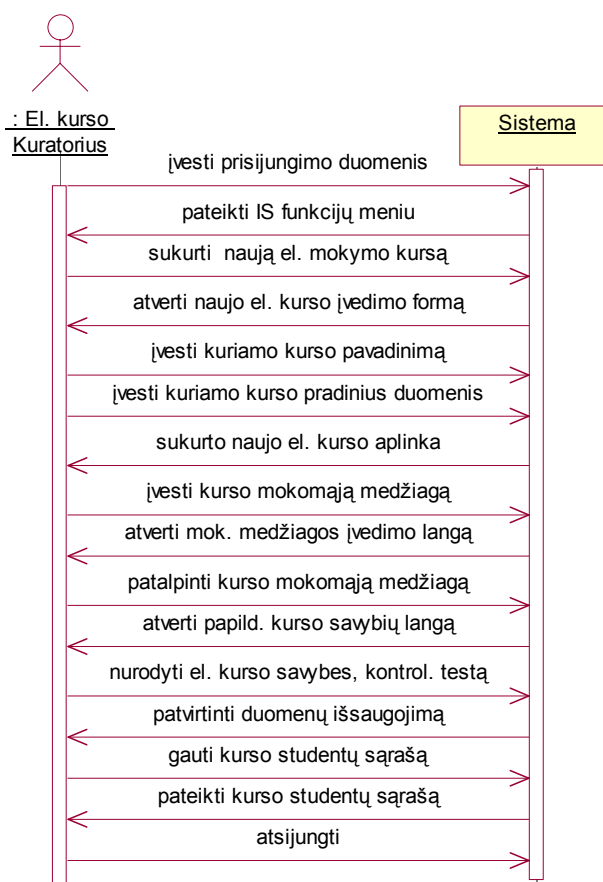 : El. kurso
Kuratorius
Sistema
įvesti prisijungimo duomenis
pateikti IS funkcijų meniu
sukurti naują el. mokymo kursą
atverti naujo el. kurso įvedimo formą
įvesti kuriamo kurso pavadinimą
įvesti kuriamo kurso pradinius duomenis
sukurto naujo el. kurso aplinka
įvesti kurso mokomąją medžiagą
atverti mok. medžiagos įvedimo langą
patalpinti kurso mokomąją medžiagą
atverti papild. kurso savybių langą
nurodyti el. kurso savybes, kontrol. testą
patvirtinti duomenų išsaugojimą
gauti kurso studentų sąrašą
pateikti kurso studentų sąrašą
atsijungti